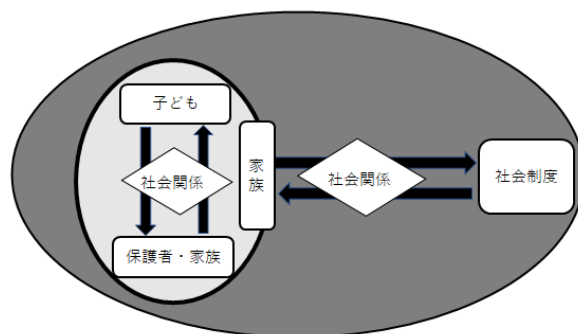 子ども
社会関係
家族
社会関係
社会制度
保護者・家族